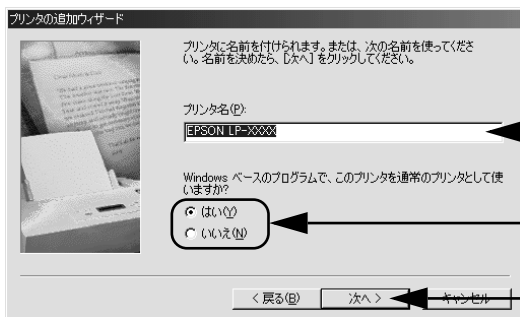 プリンタの追加ウィザード
プリンタに名前を付けられます。または、次の名前を使ってくださ
い。名前を決めたら、[次へ] をクリックしてください。
プリンタ名(P):
EPSON LP-XXXX
Windows ベースのプログラムで、このプリンタを通常のプリンタとして使
いますか?
はい(Y)
いいえ(N)
< 戻る(B)
次へ >
キャンセル